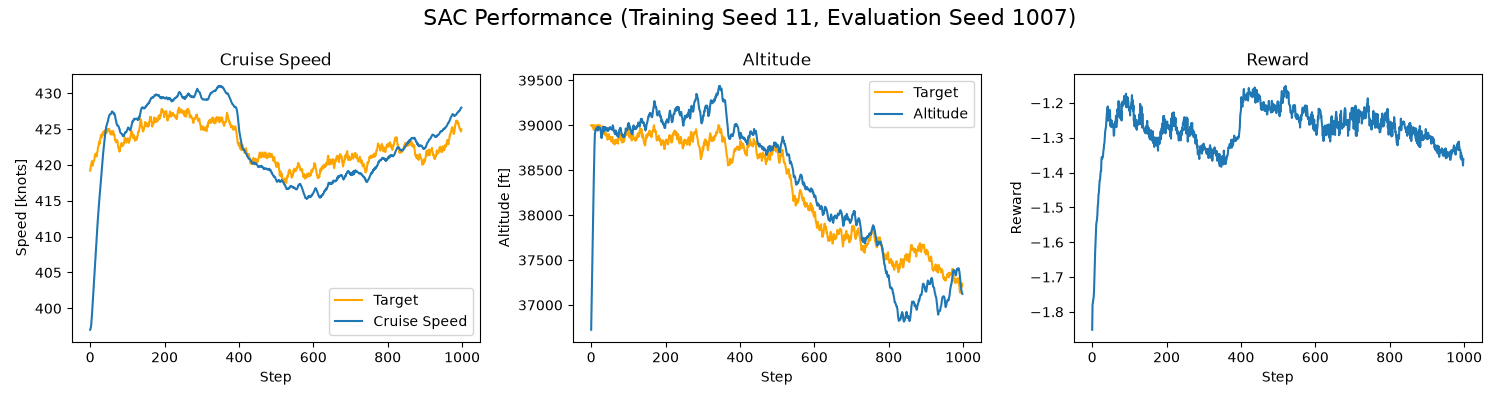 SAC Performance (Training Seed 11, Evaluation Seed 1007)
Cruise Speed
430
425
420
415
410
405
400
Speed [knots]
0 200 400 600 800 1000
Step
Target
Cruise Speed
Altitude
39500
39000
38500
38000
37500
37000
Altitude [ft]
0 200 400 600 800 1000
Step
Target
Altitude
Reward
−1.2
−1.3
−1.4
−1.5
−1.6
−1.7
−1.8
Reward
0 200 400 600 800 1000
Step